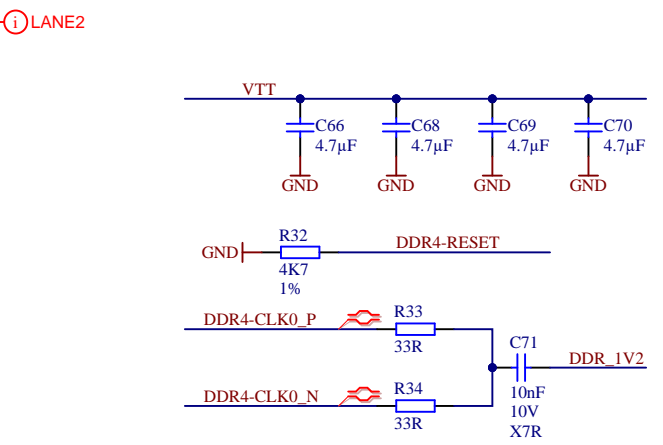 i LANE2
VTT
C66 C68 C69 C70
4.7µF 4.7µF 4.7µF 4.7µF
GND GND GND GND
R32
GND DDR4-RESET
4K7
1%
DDR4-CLK0_P R33
33R
C71
DDR_1V2
DDR4-CLK0_N R34
10nF
33R
10V
X7R